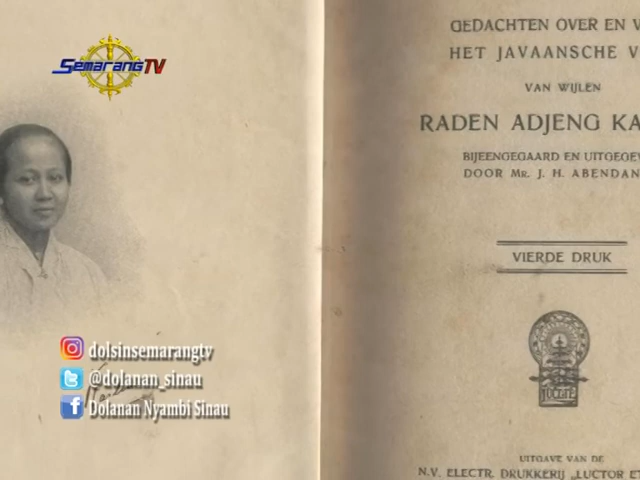 SemarangTV
dolsinsemarangtv
@dolanan_sinau
Dolanan Nyambi Sinau
GEDACHTEN OVER EN V
HET JAVAANSCHE V
VAN WIJLEN
RADEN ADJENG KA
BIJEENGEGAARD EN UITGEGEV
DOOR Mr. J. H. ABENDAN
VIERDE DRUK
UITGAVE VAN DE
N.V. ELECTR. DRUKKERIJ „LUCTOR ET